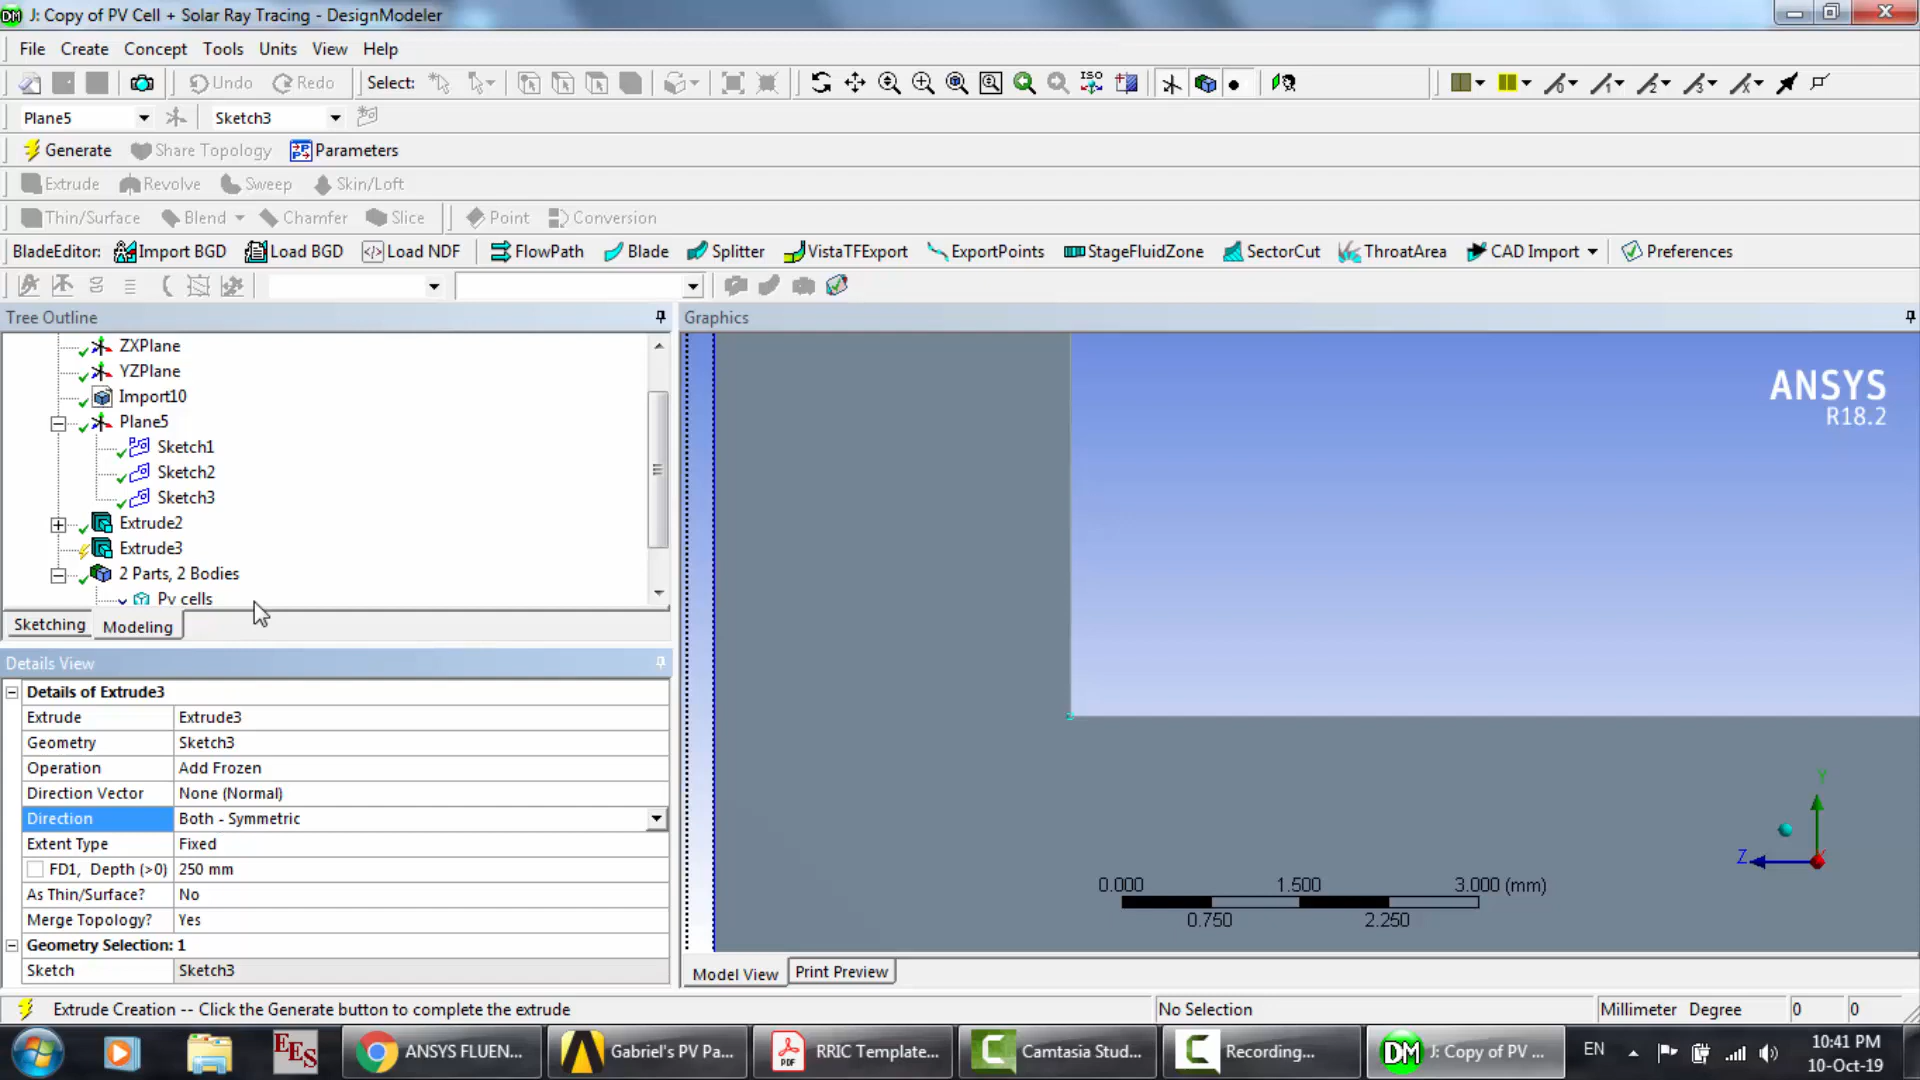 J: Copy of PV Cell + Solar Ray Tracing - DesignModeler
File Create Concept Tools Units View Help
Undo Redo Select: ISO
Plane5 Sketch3
Generate Share Topology Parameters
Extrude Revolve Sweep Skin/Loft
Thin/Surface Blend Chamfer Slice Point Conversion
BladeEditor: Import BGD Load BGD Load NDF FlowPath Blade Splitter VistaTFExport ExportPoints StageFluidZone SectorCut ThroatArea CAD Import Preferences
Tree Outline
Graphics
ZXPlane
YZPlane
Import10
Plane5
Sketch1
Sketch2
Sketch3
Extrude2
Extrude3
2 Parts, 2 Bodies
Pv cells
Sketching Modeling
Details View
Details of Extrude3
Extrude Extrude3
Geometry Sketch3
Operation Add Frozen
Direction Vector None (Normal)
Direction Both - Symmetric
Extent Type Fixed
FD1, Depth (>0) 250 mm
As Thin/Surface? No
Merge Topology? Yes
Geometry Selection: 1
Sketch Sketch3
ANSYS
R18.2
Y
Z
X
0.000 1.500 3.000 (mm)
0.750 2.250
Model View Print Preview
Extrude Creation -- Click the Generate button to complete the extrude
No Selection
Millimeter Degree 0 0
EES
ANSYS FLUEN...
Gabriel's PV Pa...
PDF
RRIC Template...
Camtasia Stud...
Recording...
DM
J: Copy of PV ...
EN
10:41 PM
10-Oct-19